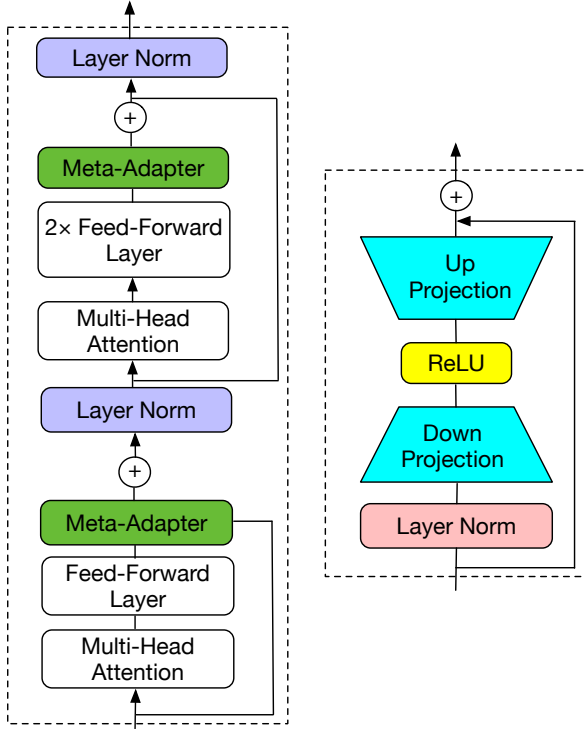 Layer Norm
+
Meta-Adapter
2× Feed-Forward
Layer
Multi-Head
Attention
Layer Norm
+
Meta-Adapter
Feed-Forward
Layer
Multi-Head
Attention
+
Up
Projection
ReLU
Down
Projection
Layer Norm